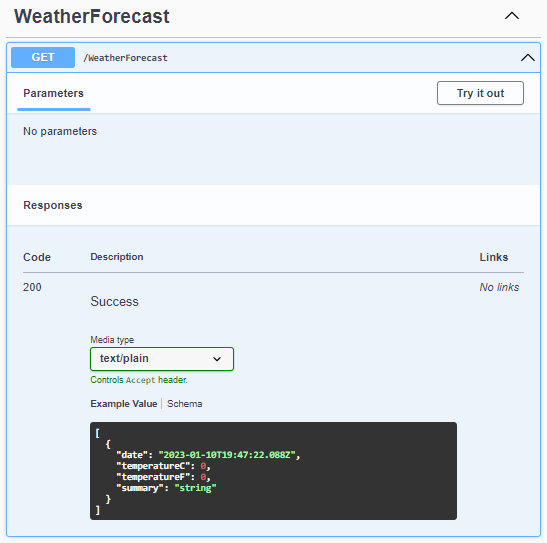 WeatherForecast
GET /WeatherForecast
Parameters Try it out
No parameters
Responses
Code Description Links
200 No links
Success
Media type
text/plain
Controls Accept header.
Example Value Schema
[
{
"date": "2023-01-10T19:47:22.088Z",
"temperatureC": 0,
"temperatureF": 0,
"summary": "string"
}
]